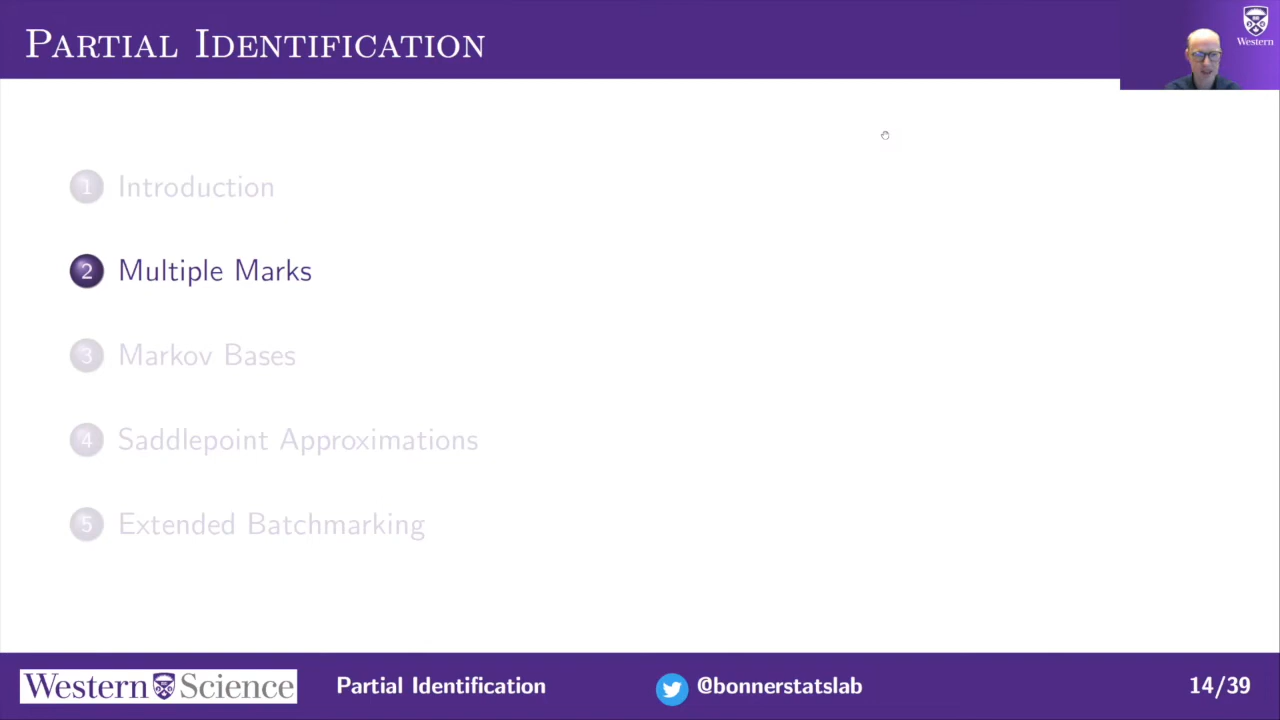 PARTIAL IDENTIFICATION
Western
1 Introduction
2 Multiple Marks
3 Markov Bases
4 Saddlepoint Approximations
5 Extended Batchmarking
Western Science
Partial Identification
@bonnerstatslab
14/39